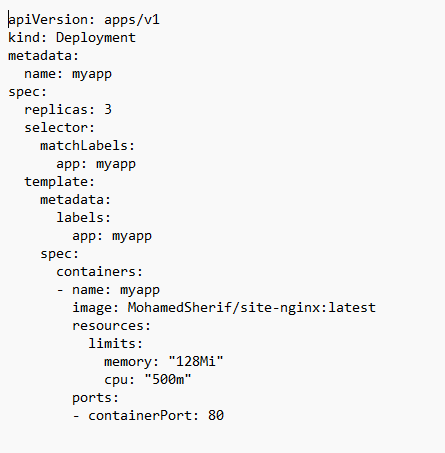 apiVersion: apps/v1
kind: Deployment
metadata:
  name: myapp
spec:
  replicas: 3
  selector:
    matchLabels:
      app: myapp
  template:
    metadata:
      labels:
        app: myapp
    spec:
      containers:
      - name: myapp
        image: MohamedSherif/site-nginx:latest
        resources:
          limits:
            memory: "128Mi"
            cpu: "500m"
        ports:
        - containerPort: 80